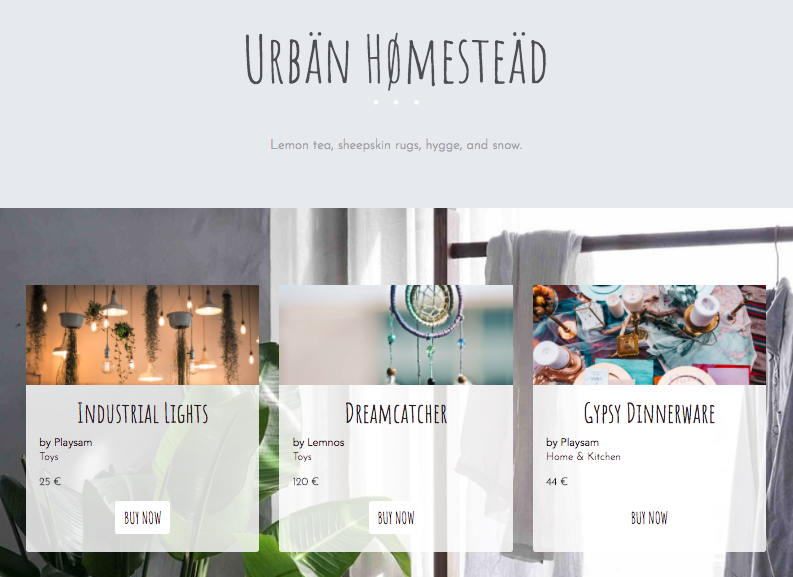 Urbän Hømesteäd
Lemon tea, sheepskin rugs, hygge, and snow.
Industrial Lights
by Playsam
Toys
25 €
BUY NOW
Dreamcatcher
by Lemnos
Toys
120 €
BUY NOW
Gypsy Dinnerware
by Playsam
Home & Kitchen
44 €
BUY NOW